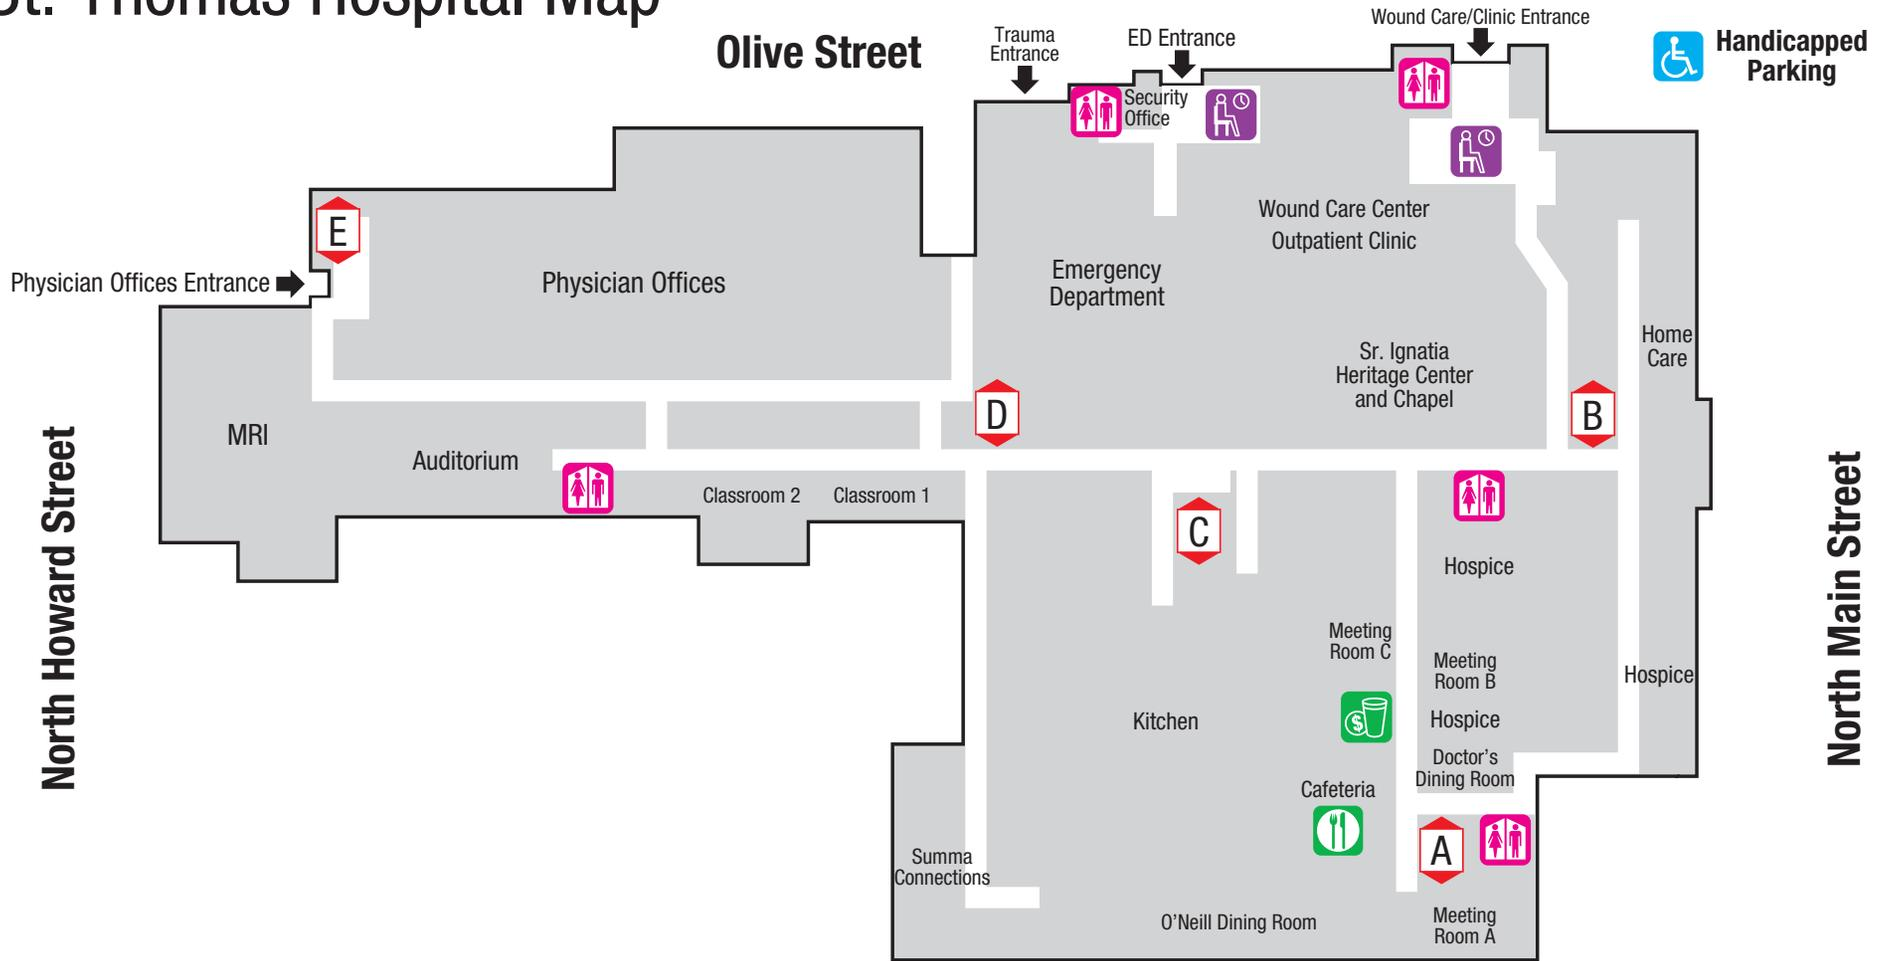 St. Thomas Hospital Map
Olive Street
Trauma
Entrance
ED Entrance
Wound Care/Clinic Entrance
Handicapped
Parking
Security
Office
E
Physician Offices Entrance
Physician Offices
Wound Care Center
Outpatient Clinic
Emergency
Department
Home
Care
Sr. Ignatia
Heritage Center
and Chapel
D
B
MRI
Auditorium
Classroom 2
Classroom 1
C
Hospice
North Howard Street
North Main Street
Meeting
Room C
Meeting
Room B
Hospice
Hospice
Kitchen
$
Doctor's
Dining Room
Cafeteria
A
Summa
Connections
O'Neill Dining Room
Meeting
Room A